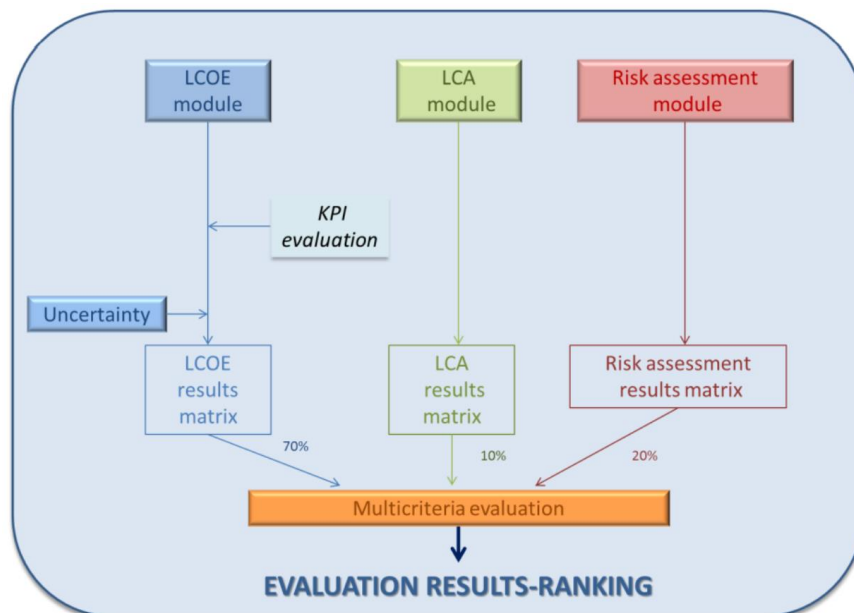 LCOE
module
LCA
module
Risk assessment
module
KPI
evaluation
Uncertainty
LCOE
results
matrix
LCA
results
matrix
Risk assessment
results matrix
70%
10%
20%
Multicriteria evaluation
EVALUATION RESULTS-RANKING